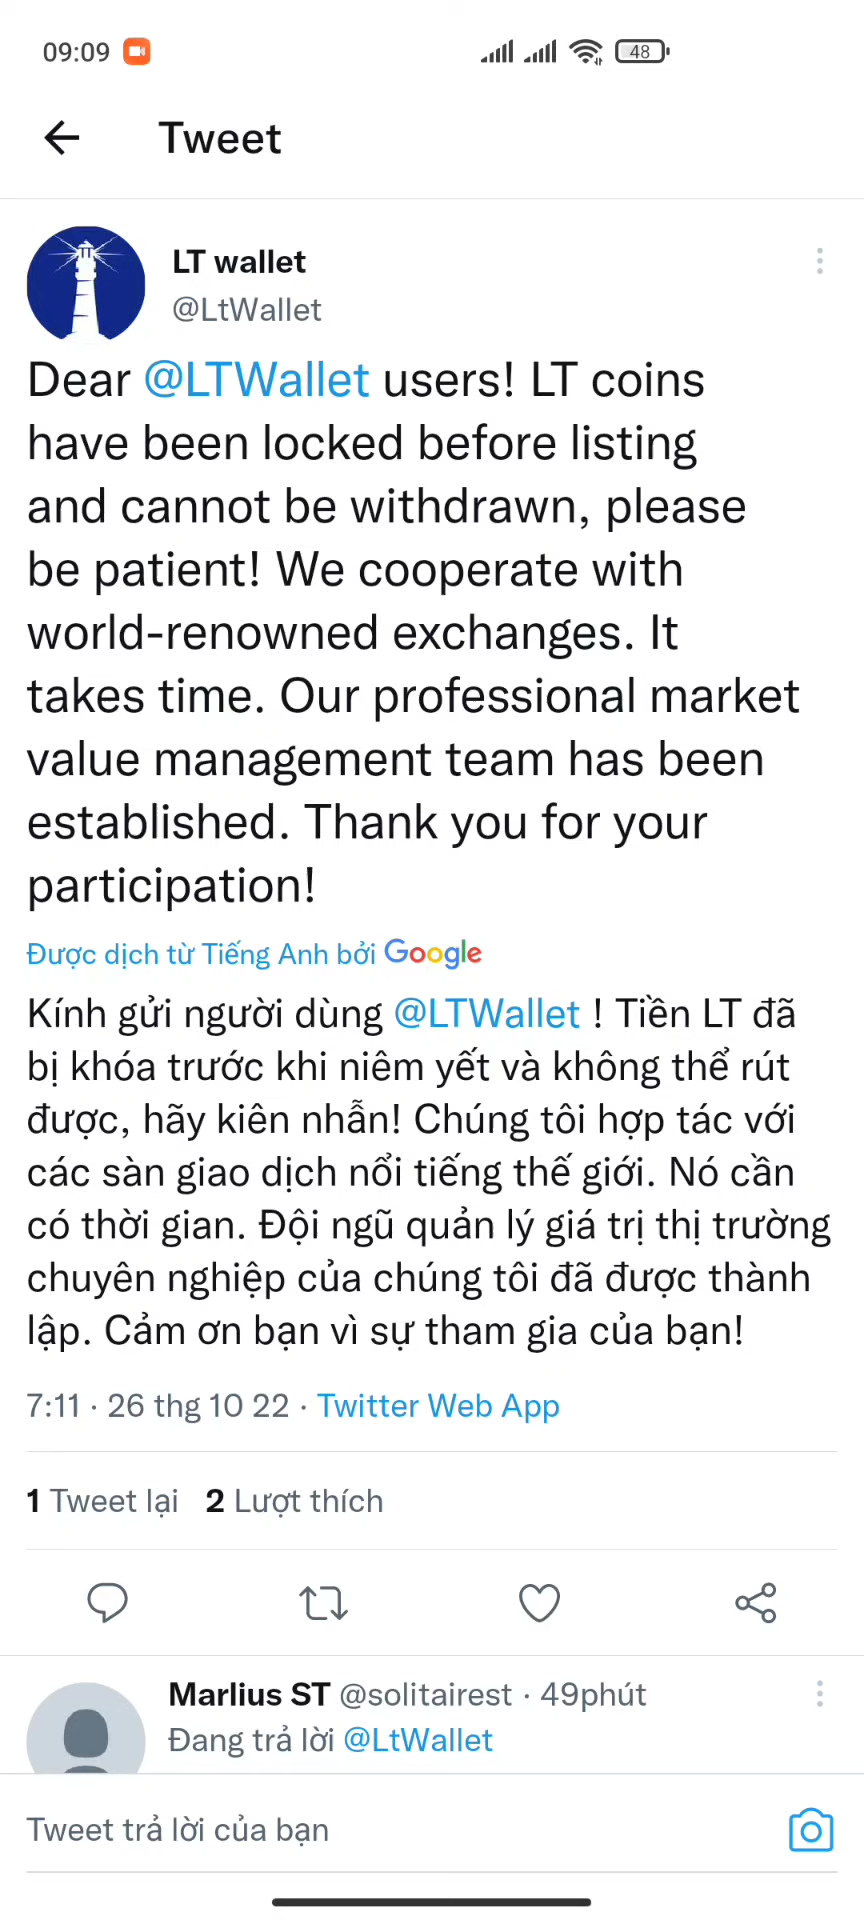 09:09
48
Tweet
LT wallet
@LtWallet
Dear @LTWallet users! LT coins
have been locked before listing
and cannot be withdrawn, please
be patient! We cooperate with
world-renowned exchanges. It
takes time. Our professional market
value management team has been
established. Thank you for your
participation!
Được dịch từ Tiếng Anh bởi Google
Kính gửi người dùng @LTWallet ! Tiền LT đã
bị khóa trước khi niêm yết và không thể rút
được, hãy kiên nhẫn! Chúng tôi hợp tác với
các sàn giao dịch nổi tiếng thế giới. Nó cần
có thời gian. Đội ngũ quản lý giá trị thị trường
chuyên nghiệp của chúng tôi đã được thành
lập. Cảm ơn bạn vì sự tham gia của bạn!
7:11 · 26 thg 10 22 · Twitter Web App
1 Tweet lại 2 Lượt thích
Marlius ST @solitairest · 49phút
Đang trả lời @LtWallet
Tweet trả lời của bạn